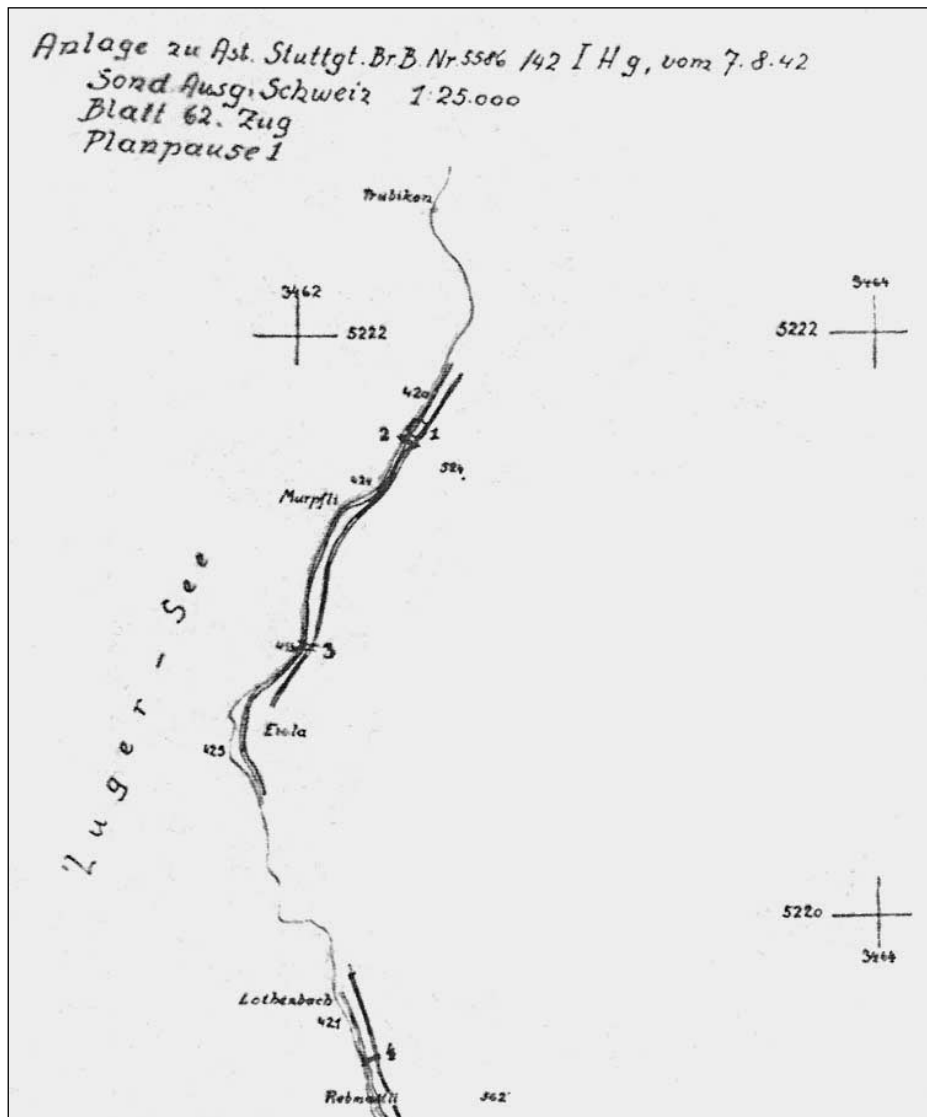 Anlage zu Ast. Stuttgt. Br.B. Nr. 5586 /42 I H g, vom 7.8.42
Sond Ausg. Schweiz 1:25.000
Blatt 62. Zug
Planpause 1
Trubikon
3462
3464
5222
5222
420
2 1
524
424
Murpfli
Zuger-See
3
Eiola
425
5220
3464
Lothenbach
421
4
562